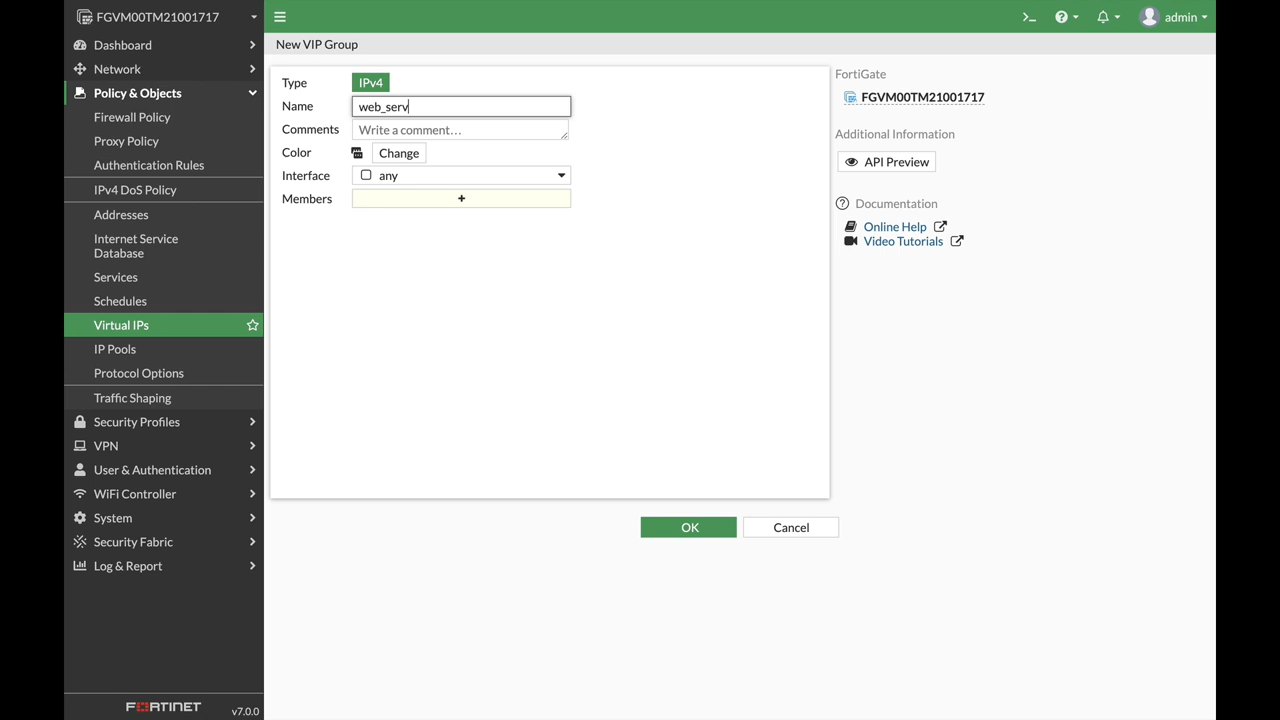 FGVM00TM21001717
Dashboard
Network
Policy & Objects
Firewall Policy
Proxy Policy
Authentication Rules
IPv4 DoS Policy
Addresses
Internet Service
Database
Services
Schedules
Virtual IPs
IP Pools
Protocol Options
Traffic Shaping
Security Profiles
VPN
User & Authentication
WiFi Controller
System
Security Fabric
Log & Report
FORTINET
v7.0.0
admin
New VIP Group
Type IPv4
Name web_serv
Comments Write a comment...
Color Change
Interface any
Members +
OK Cancel
FortiGate
FGVM00TM21001717
Additional Information
API Preview
Documentation
Online Help
Video Tutorials